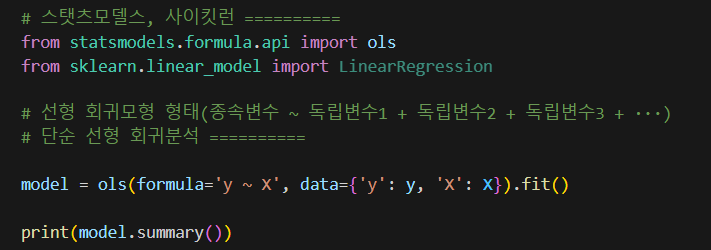 # 스탯츠모델스, 사이킷런 ==========
from statsmodels.formula.api import ols
from sklearn.linear_model import LinearRegression
# 선형 회귀모형 형태(종속변수 ~ 독립변수1 + 독립변수2 + 독립변수3 + ···)
# 단순 선형 회귀분석 ==========
model = ols(formula='y ~ X', data={'y': y, 'X': X}).fit()
print(model.summary())